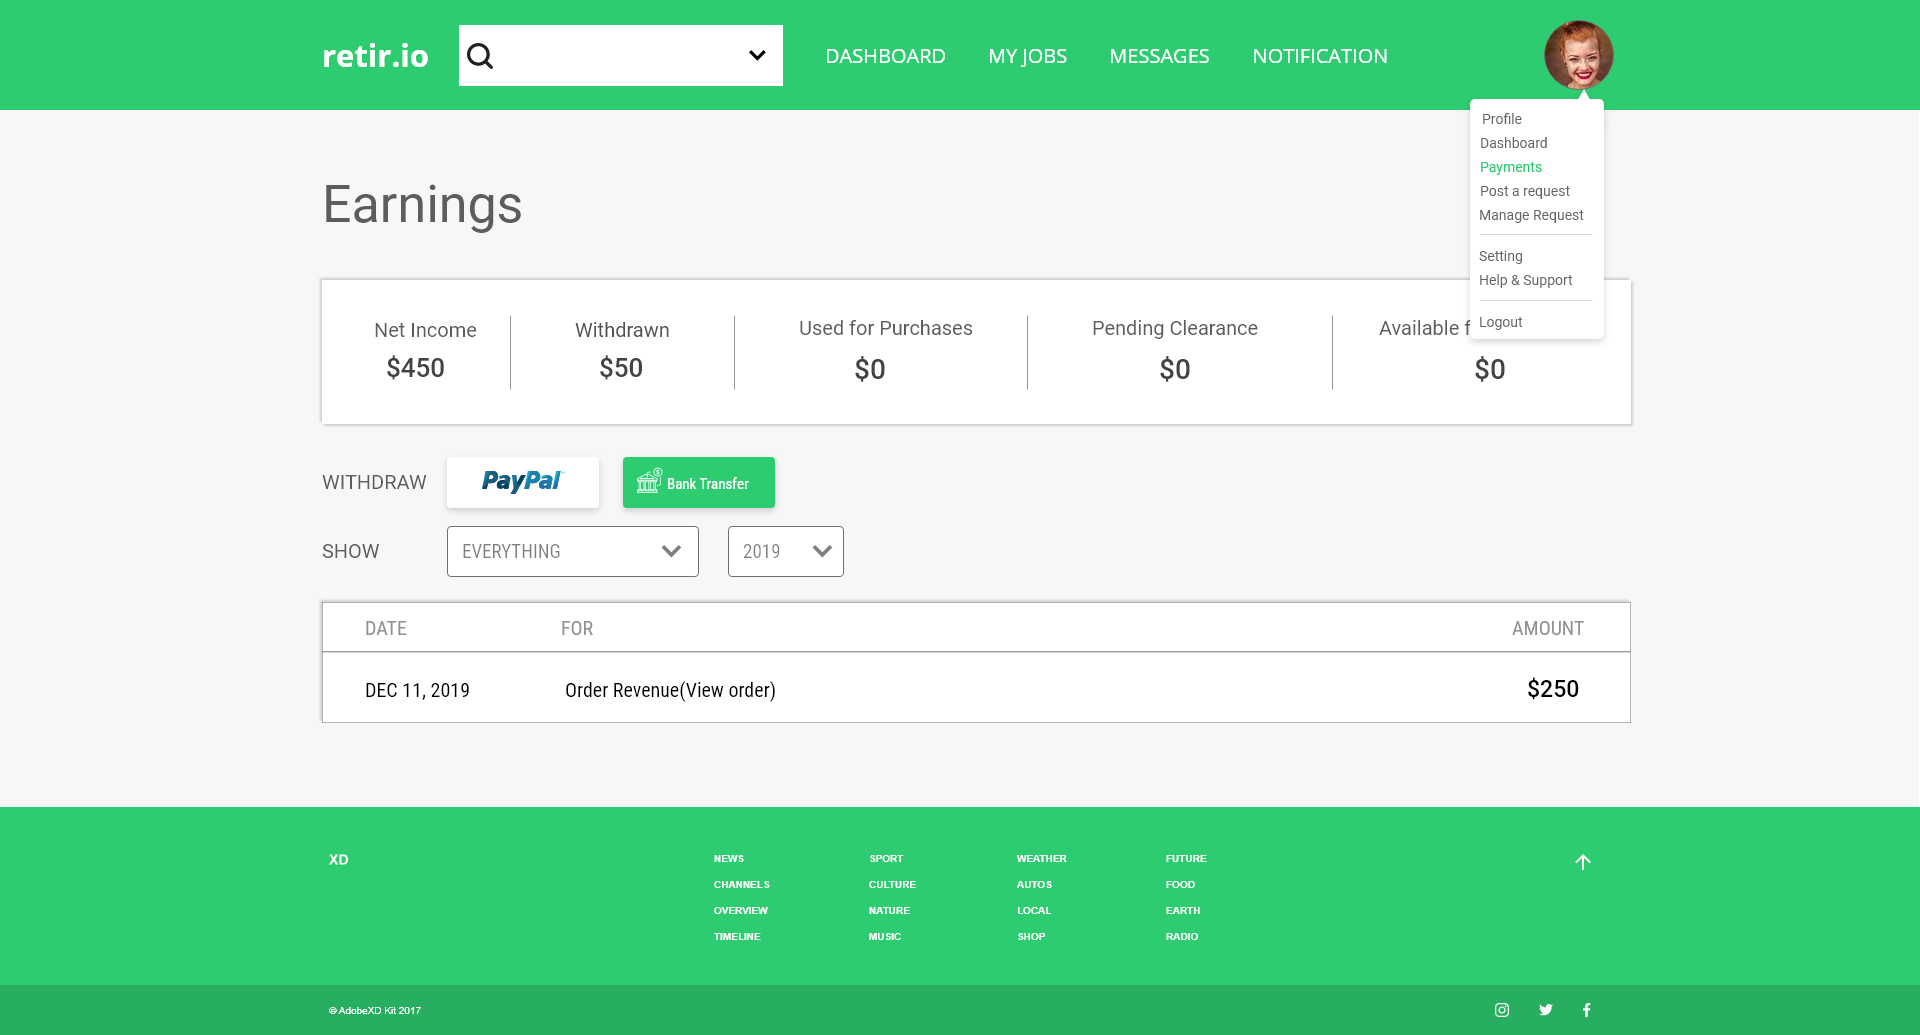 retir.io
DASHBOARD MY JOBS MESSAGES NOTIFICATION
Profile
Dashboard
Payments
Post a request
Manage Request
Setting
Help & Support
Logout
Earnings
Net Income Withdrawn Used for Purchases Pending Clearance Available
$450 $50 $0 $0 $0
WITHDRAW PayPal Bank Transfer
SHOW EVERYTHING 2019
DATE FOR AMOUNT
DEC 11, 2019 Order Revenue(View order) $250
XD
NEWS SPORT WEATHER FUTURE
CHANNELS CULTURE AUTOS FOOD
OVERVIEW NATURE LOCAL EARTH
TIMELINE MUSIC SHOP RADIO
© AdobeXD Kit 2017